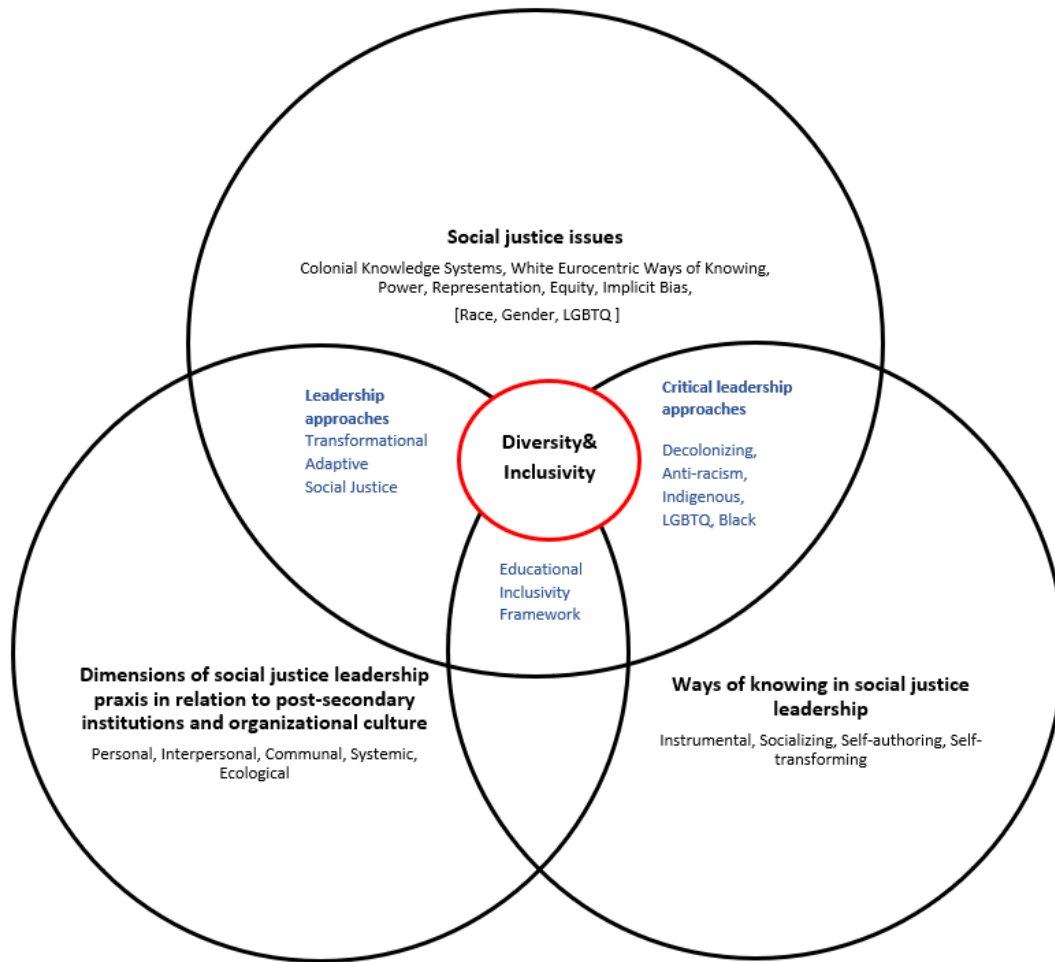 Social justice issues
Colonial Knowledge Systems, White Eurocentric Ways of Knowing,
Power, Representation, Equity, Implicit Bias,
[Race, Gender, LGBTQ ]
Leadership
approaches
Transformational
Adaptive
Social Justice
Diversity&
Inclusivity
Critical leadership
approaches
Decolonizing,
Anti-racism,
Indigenous,
LGBTQ, Black
Educational
Inclusivity
Framework
Dimensions of social justice leadership
praxis in relation to post-secondary
institutions and organizational culture
Personal, Interpersonal, Communal, Systemic,
Ecological
Ways of knowing in social justice
leadership
Instrumental, Socializing, Self-authoring, Self-
transforming